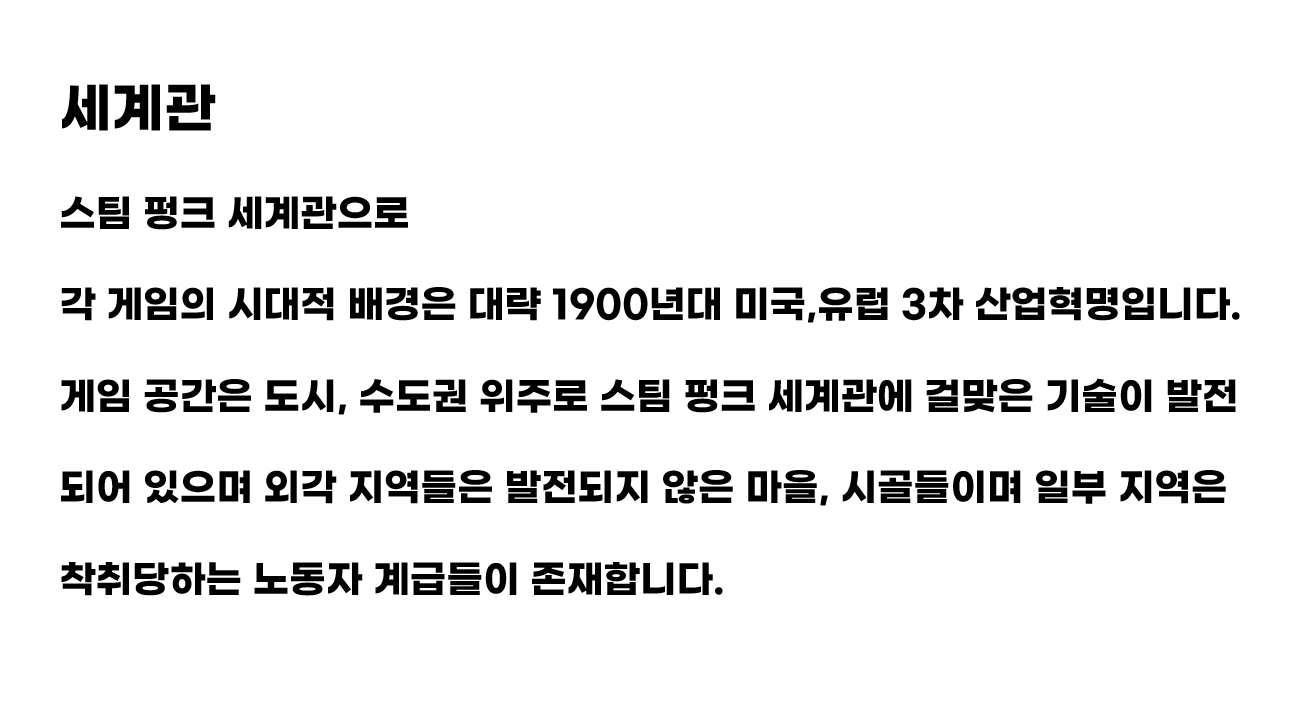 세계관
스팀 펑크 세계관으로
각 게임의 시대적 배경은 대략 1900년대 미국,유럽 3차 산업혁명입니다.
게임 공간은 도시, 수도권 위주로 스팀 펑크 세계관에 걸맞은 기술이 발전
되어 있으며 외각 지역들은 발전되지 않은 마을, 시골들이며 일부 지역은
착취당하는 노동자 계급들이 존재합니다.